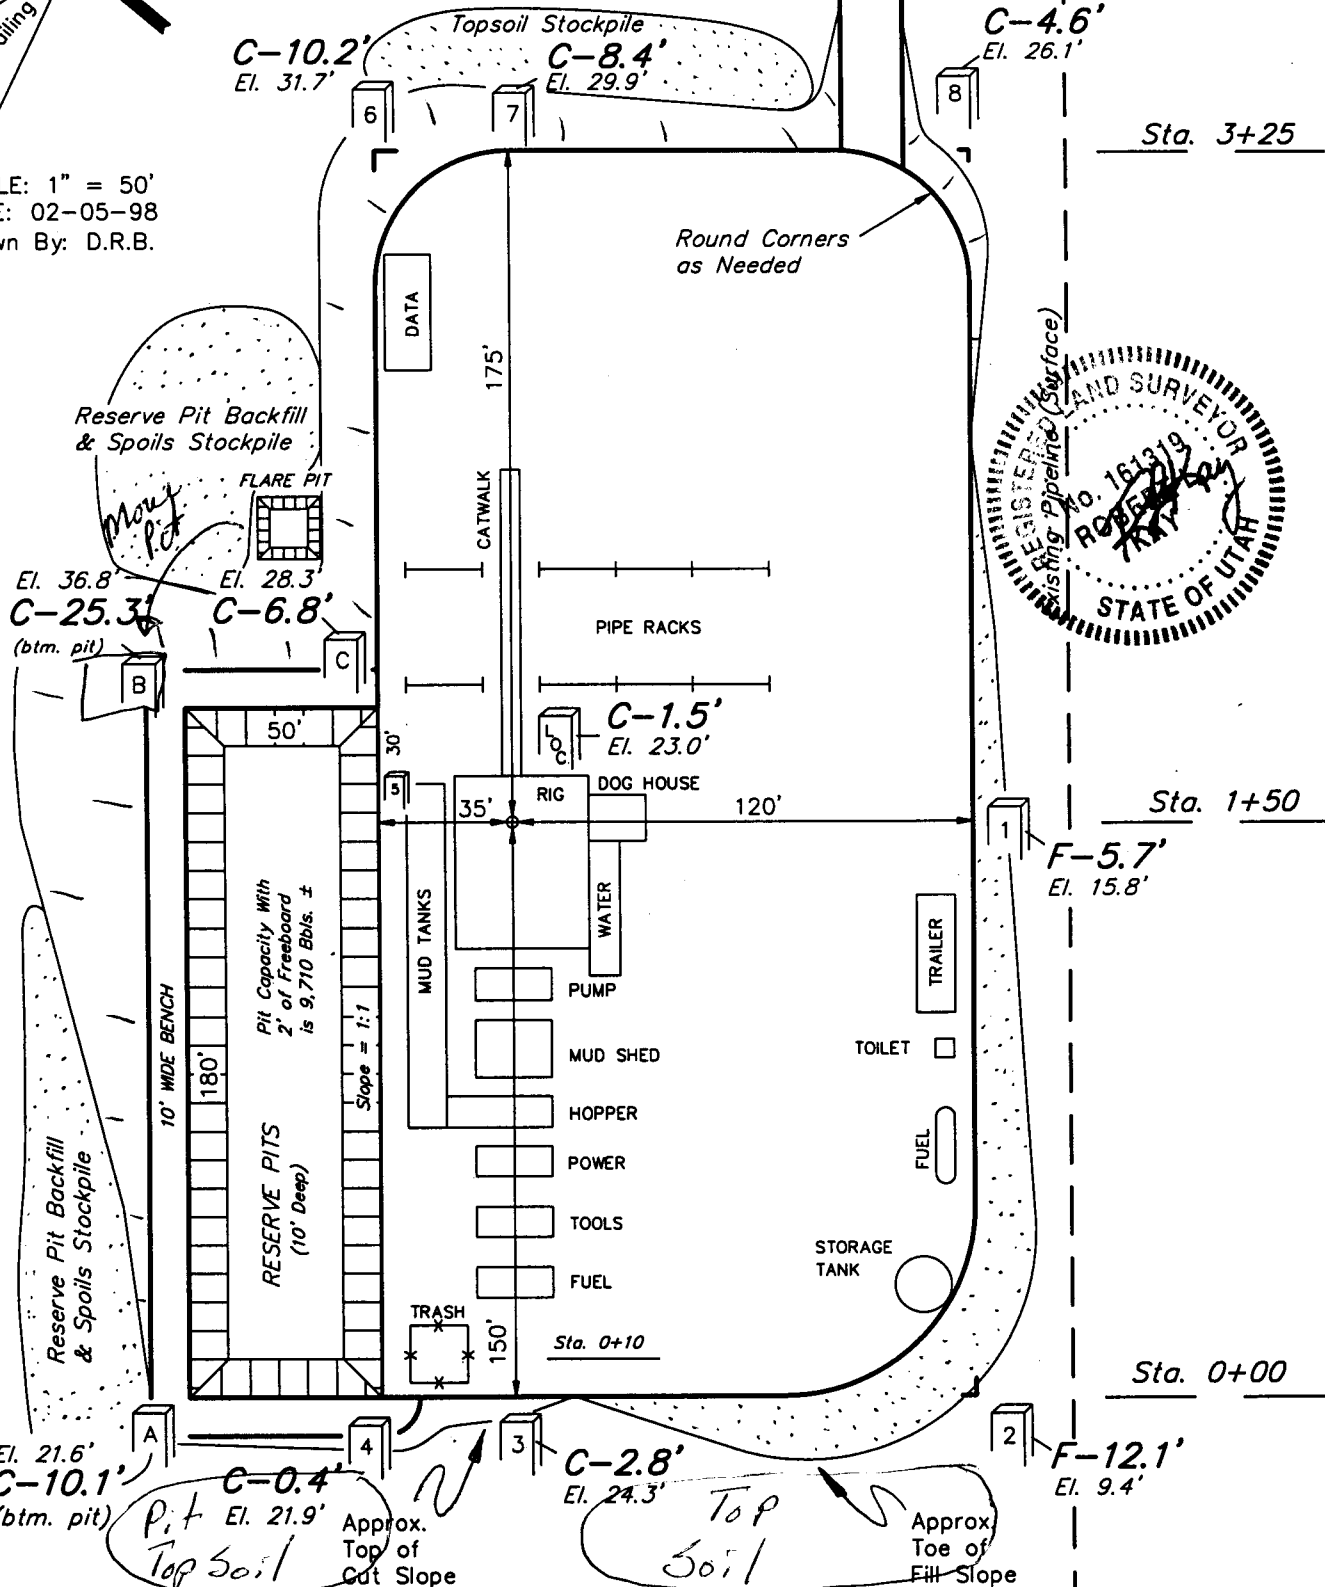 Topsoil Stockpile
C-10.2'
El. 31.7'
C-8.4'
El. 29.9'
C-4.6'
El. 26.1'
6
7
8
Sta. 3+25
LE: 1" = 50'
E: 02-05-98
wn By: D.R.B.
Round Corners
as Needed
DATA
175'
Existing Pipeline (Surface)
REGISTERED LAND SURVEYOR
No. 161319
ROBERT
KAY
STATE OF UTAH
Reserve Pit Backfill
& Spoils Stockpile
FLARE PIT
Pit
CATWALK
El. 36.8'
C-25.3'
(btm. pit)
El. 28.3'
C-6.8'
PIPE RACKS
B
C
50'
30'
LOC
C-1.5'
El. 23.0'
5
RIG
DOG HOUSE
35'
120'
Sta. 1+50
1
F-5.7'
El. 15.8'
Pit Capacity With
2' of Freeboard
is 9,710 Bbls. ±
MUD TANKS
WATER
TRAILER
PUMP
10' WIDE BENCH
180'
Slope = 1:1
MUD SHED
TOILET
HOPPER
Reserve Pit Backfill
& Spoils Stockpile
RESERVE PITS
(10' Deep)
POWER
FUEL
TOOLS
STORAGE
TANK
FUEL
TRASH
150'
Sta. 0+10
Sta. 0+00
A
4
3
2
El. 21.6'
C-10.1'
(btm. pit)
C-0.4'
El. 21.9'
C-2.8'
El. 24.3'
F-12.1'
El. 9.4'
Pit
Top Soil
Approx.
Top of
Cut Slope
Top
Soil
Approx.
Toe of
Fill Slope